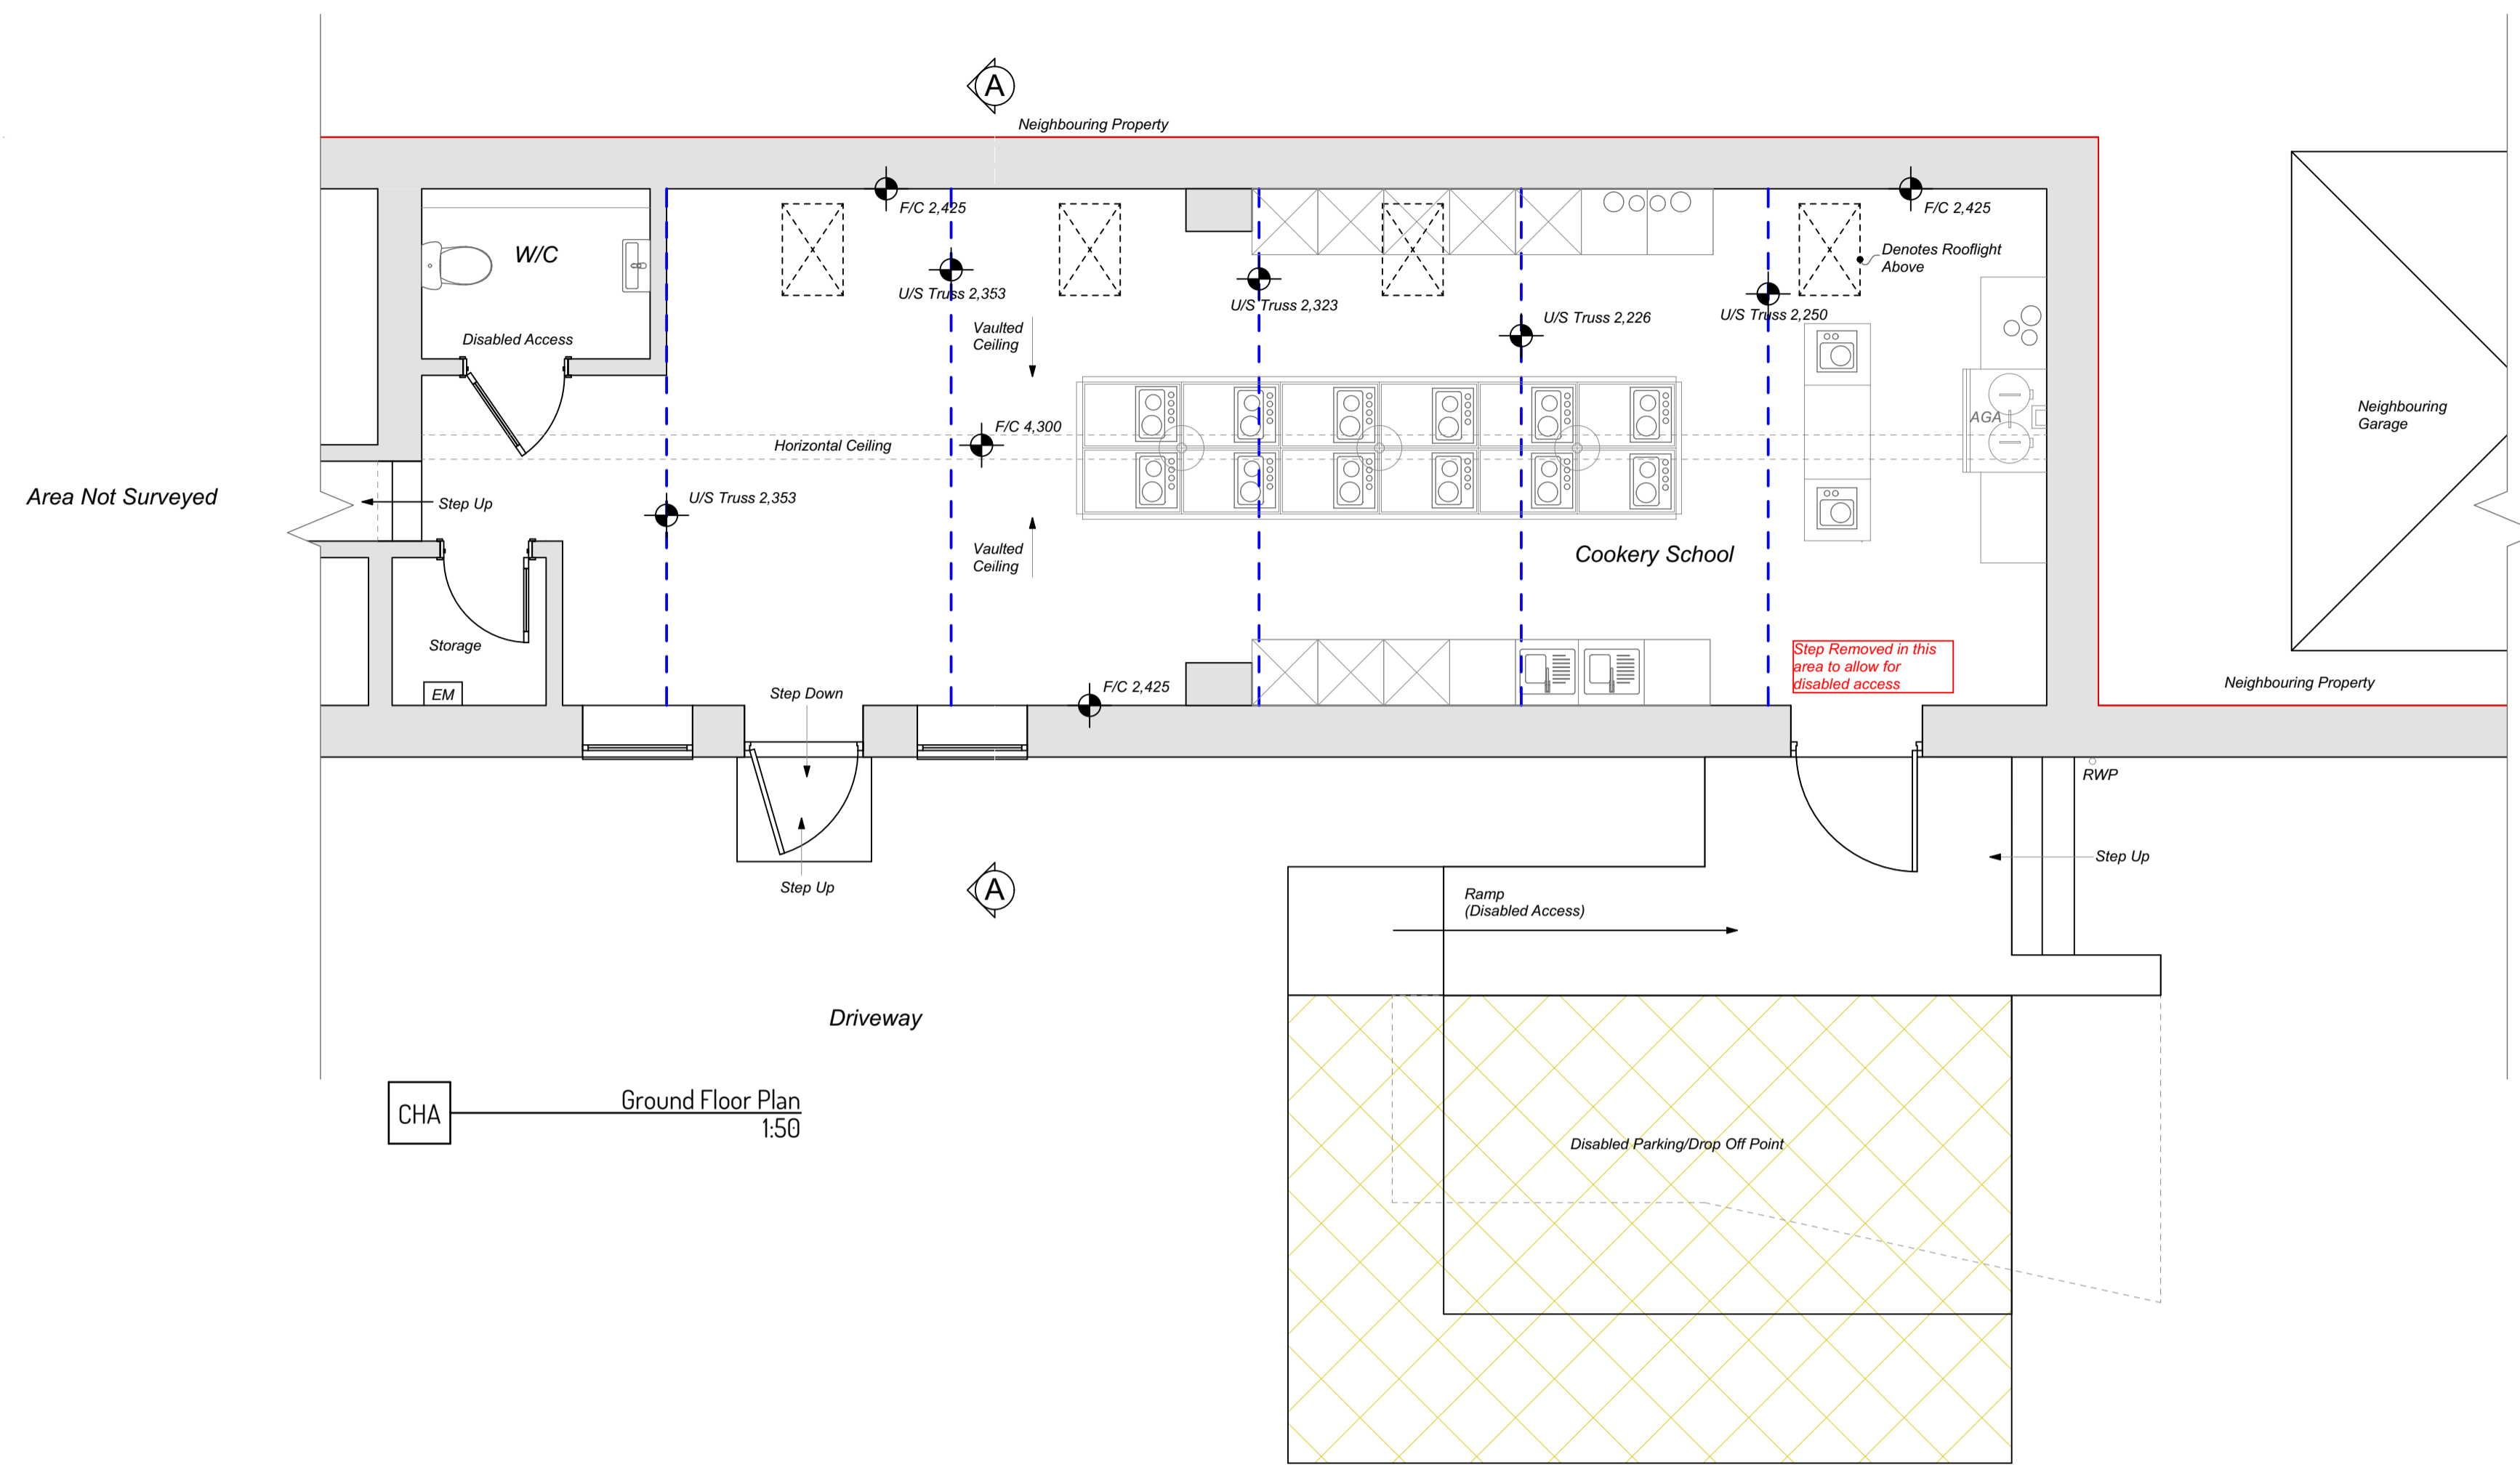 A
Neighbouring Property
F/C 2,425
F/C 2,425
W/C
Denotes Rooflight
Above
U/S Truss 2,353
U/S Truss 2,323
U/S Truss 2,226
U/S Truss 2,250
Vaulted
Ceiling
Disabled Access
Neighbouring
Garage
AGA
F/C 4,300
Horizontal Ceiling
Area Not Surveyed
Step Up
U/S Truss 2,353
Vaulted
Ceiling
Cookery School
Storage
Step Removed in this
area to allow for
disabled access
EM
Step Down
F/C 2,425
Neighbouring Property
RWP
Step Up
Step Up
A
Ramp
(Disabled Access)
Driveway
CHA
Ground Floor Plan
1:50
Disabled Parking/Drop Off Point